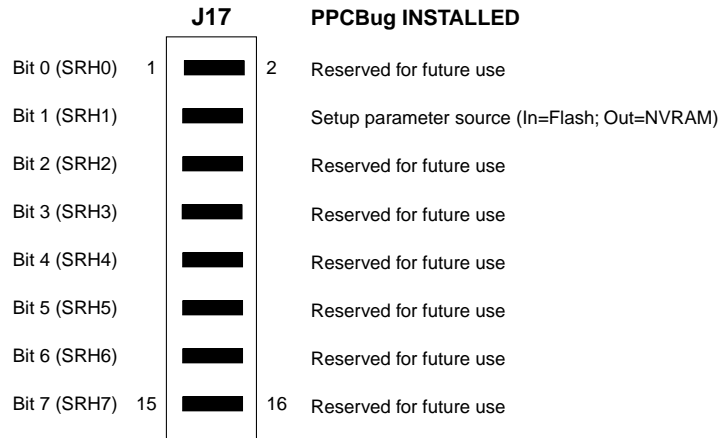 J17 PPCBug INSTALLED
Bit 0 (SRH0) 1 2 Reserved for future use
Bit 1 (SRH1) Setup parameter source (In=Flash; Out=NVRAM)
Bit 2 (SRH2) Reserved for future use
Bit 3 (SRH3) Reserved for future use
Bit 4 (SRH4) Reserved for future use
Bit 5 (SRH5) Reserved for future use
Bit 6 (SRH6) Reserved for future use
Bit 7 (SRH7) 15 16 Reserved for future use